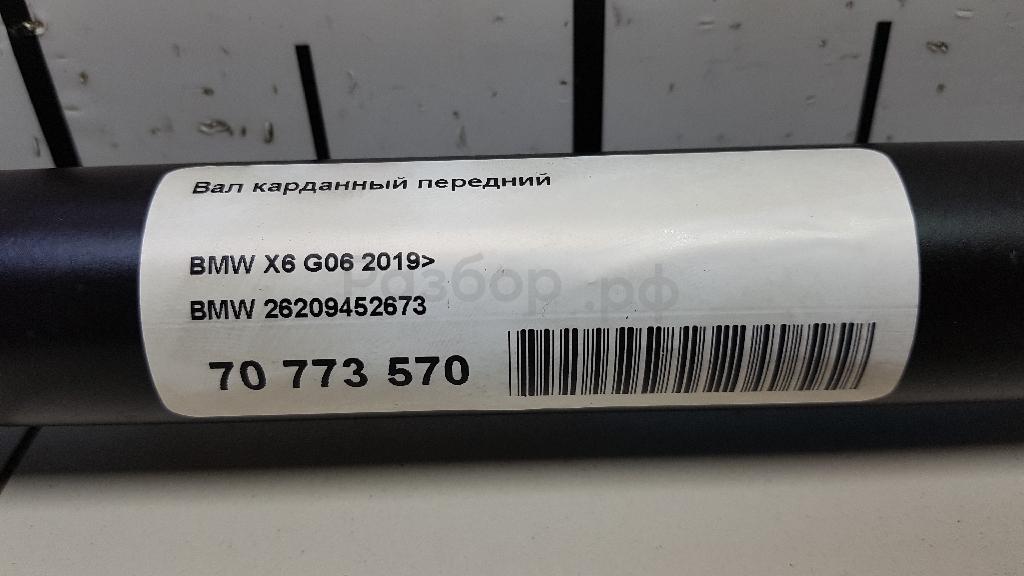 Вал карданный передний
BMW X6 G06 2019>
Разбор.рф
BMW 26209452673
70 773 570